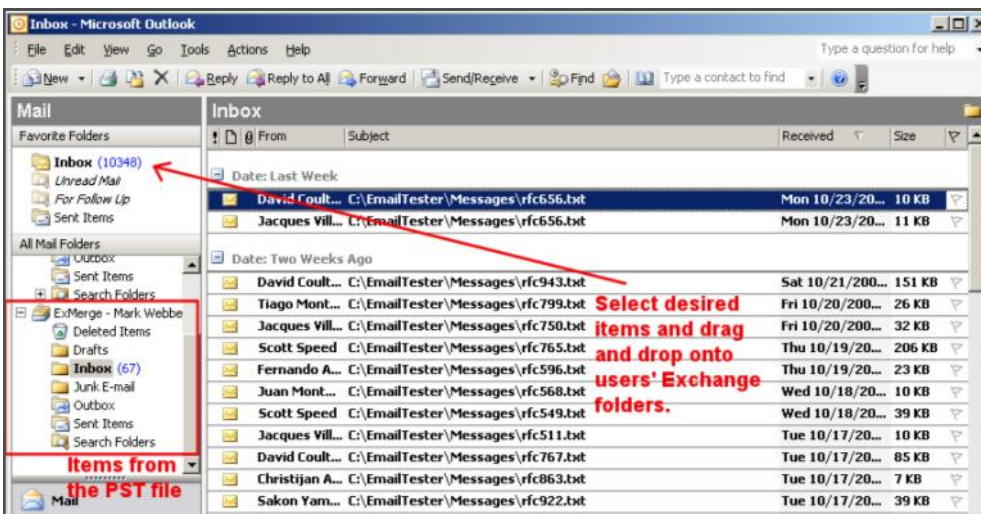 Inbox - Microsoft Outlook
File Edit View Go Tools Actions Help Type a question for help
New Reply Reply to All Forward Send/Receive Find Type a contact to find
Mail Inbox
Favorite Folders
Inbox (10348)
Unread Mail
For Follow Up
Sent Items
All Mail Folders
Outbox
Sent Items
Search Folders
ExMerge - Mark Webbe
Deleted Items
Drafts
Inbox (67)
Junk E-mail
Outbox
Sent Items
Search Folders
Items from
the PST file
Mail
From Subject Received Size
Date: Last Week
David Coult... C:\EmailTester\Messages\rfc656.txt Mon 10/23/20... 10 KB
Jacques Vill... C:\EmailTester\Messages\rfc656.txt Mon 10/23/20... 11 KB
Date: Two Weeks Ago
David Coult... C:\EmailTester\Messages\rfc943.txt Sat 10/21/200... 151 KB
Tiago Mont... C:\EmailTester\Messages\rfc799.txt Fri 10/20/200... 26 KB
Jacques Vill... C:\EmailTester\Messages\rfc750.txt Fri 10/20/200... 32 KB
Scott Speed C:\EmailTester\Messages\rfc765.txt Thu 10/19/20... 206 KB
Fernando A... C:\EmailTester\Messages\rfc596.txt Thu 10/19/20... 23 KB
Juan Mont... C:\EmailTester\Messages\rfc568.txt Wed 10/18/20... 10 KB
Scott Speed C:\EmailTester\Messages\rfc549.txt Wed 10/18/20... 39 KB
Jacques Vill... C:\EmailTester\Messages\rfc511.txt Tue 10/17/20... 10 KB
David Coult... C:\EmailTester\Messages\rfc767.txt Tue 10/17/20... 85 KB
Christijan A... C:\EmailTester\Messages\rfc863.txt Tue 10/17/20... 7 KB
Sakon Yam... C:\EmailTester\Messages\rfc922.txt Tue 10/17/20... 39 KB
Select desired
items and drag
and drop onto
users' Exchange
folders.